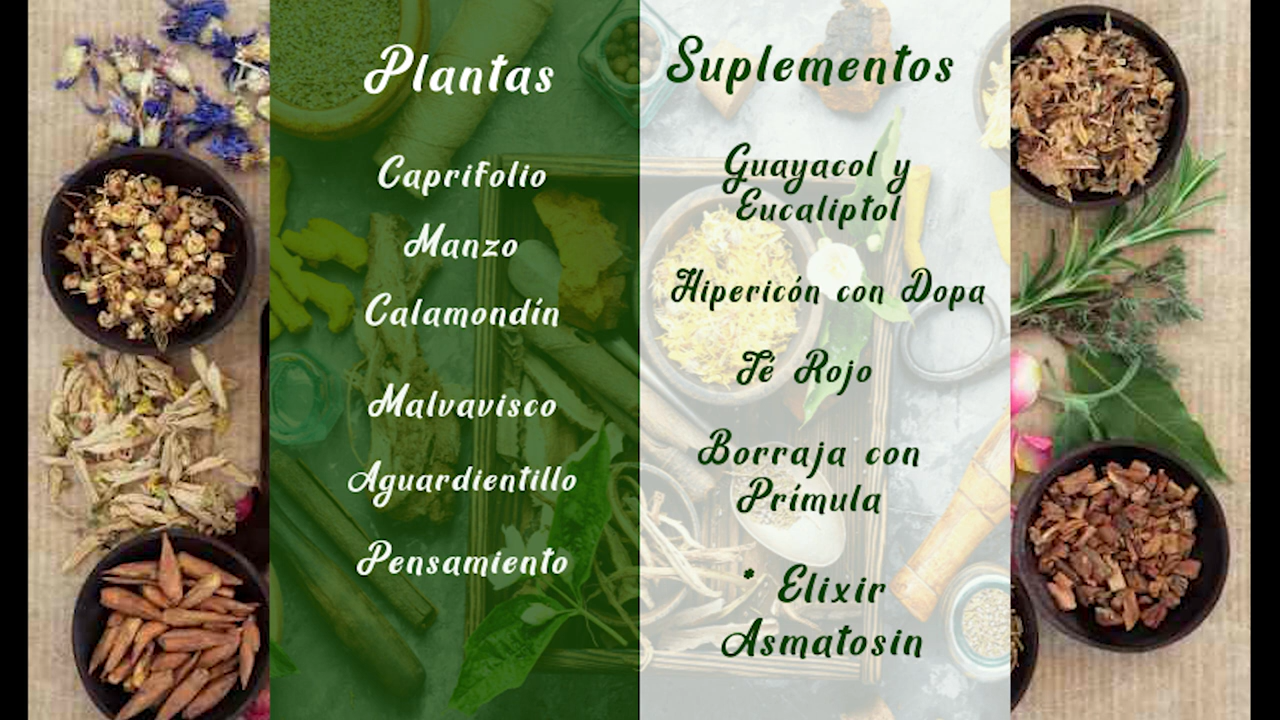 Plantas
Caprifolio
Manzo
Calamondín
Malvavisco
Aguardientillo
Pensamiento
Suplementos
Guayacol y
Eucaliptol
Hipericón con Dopa
Té Rojo
Borraja con
Prímula
* Elixir
Asmatosin